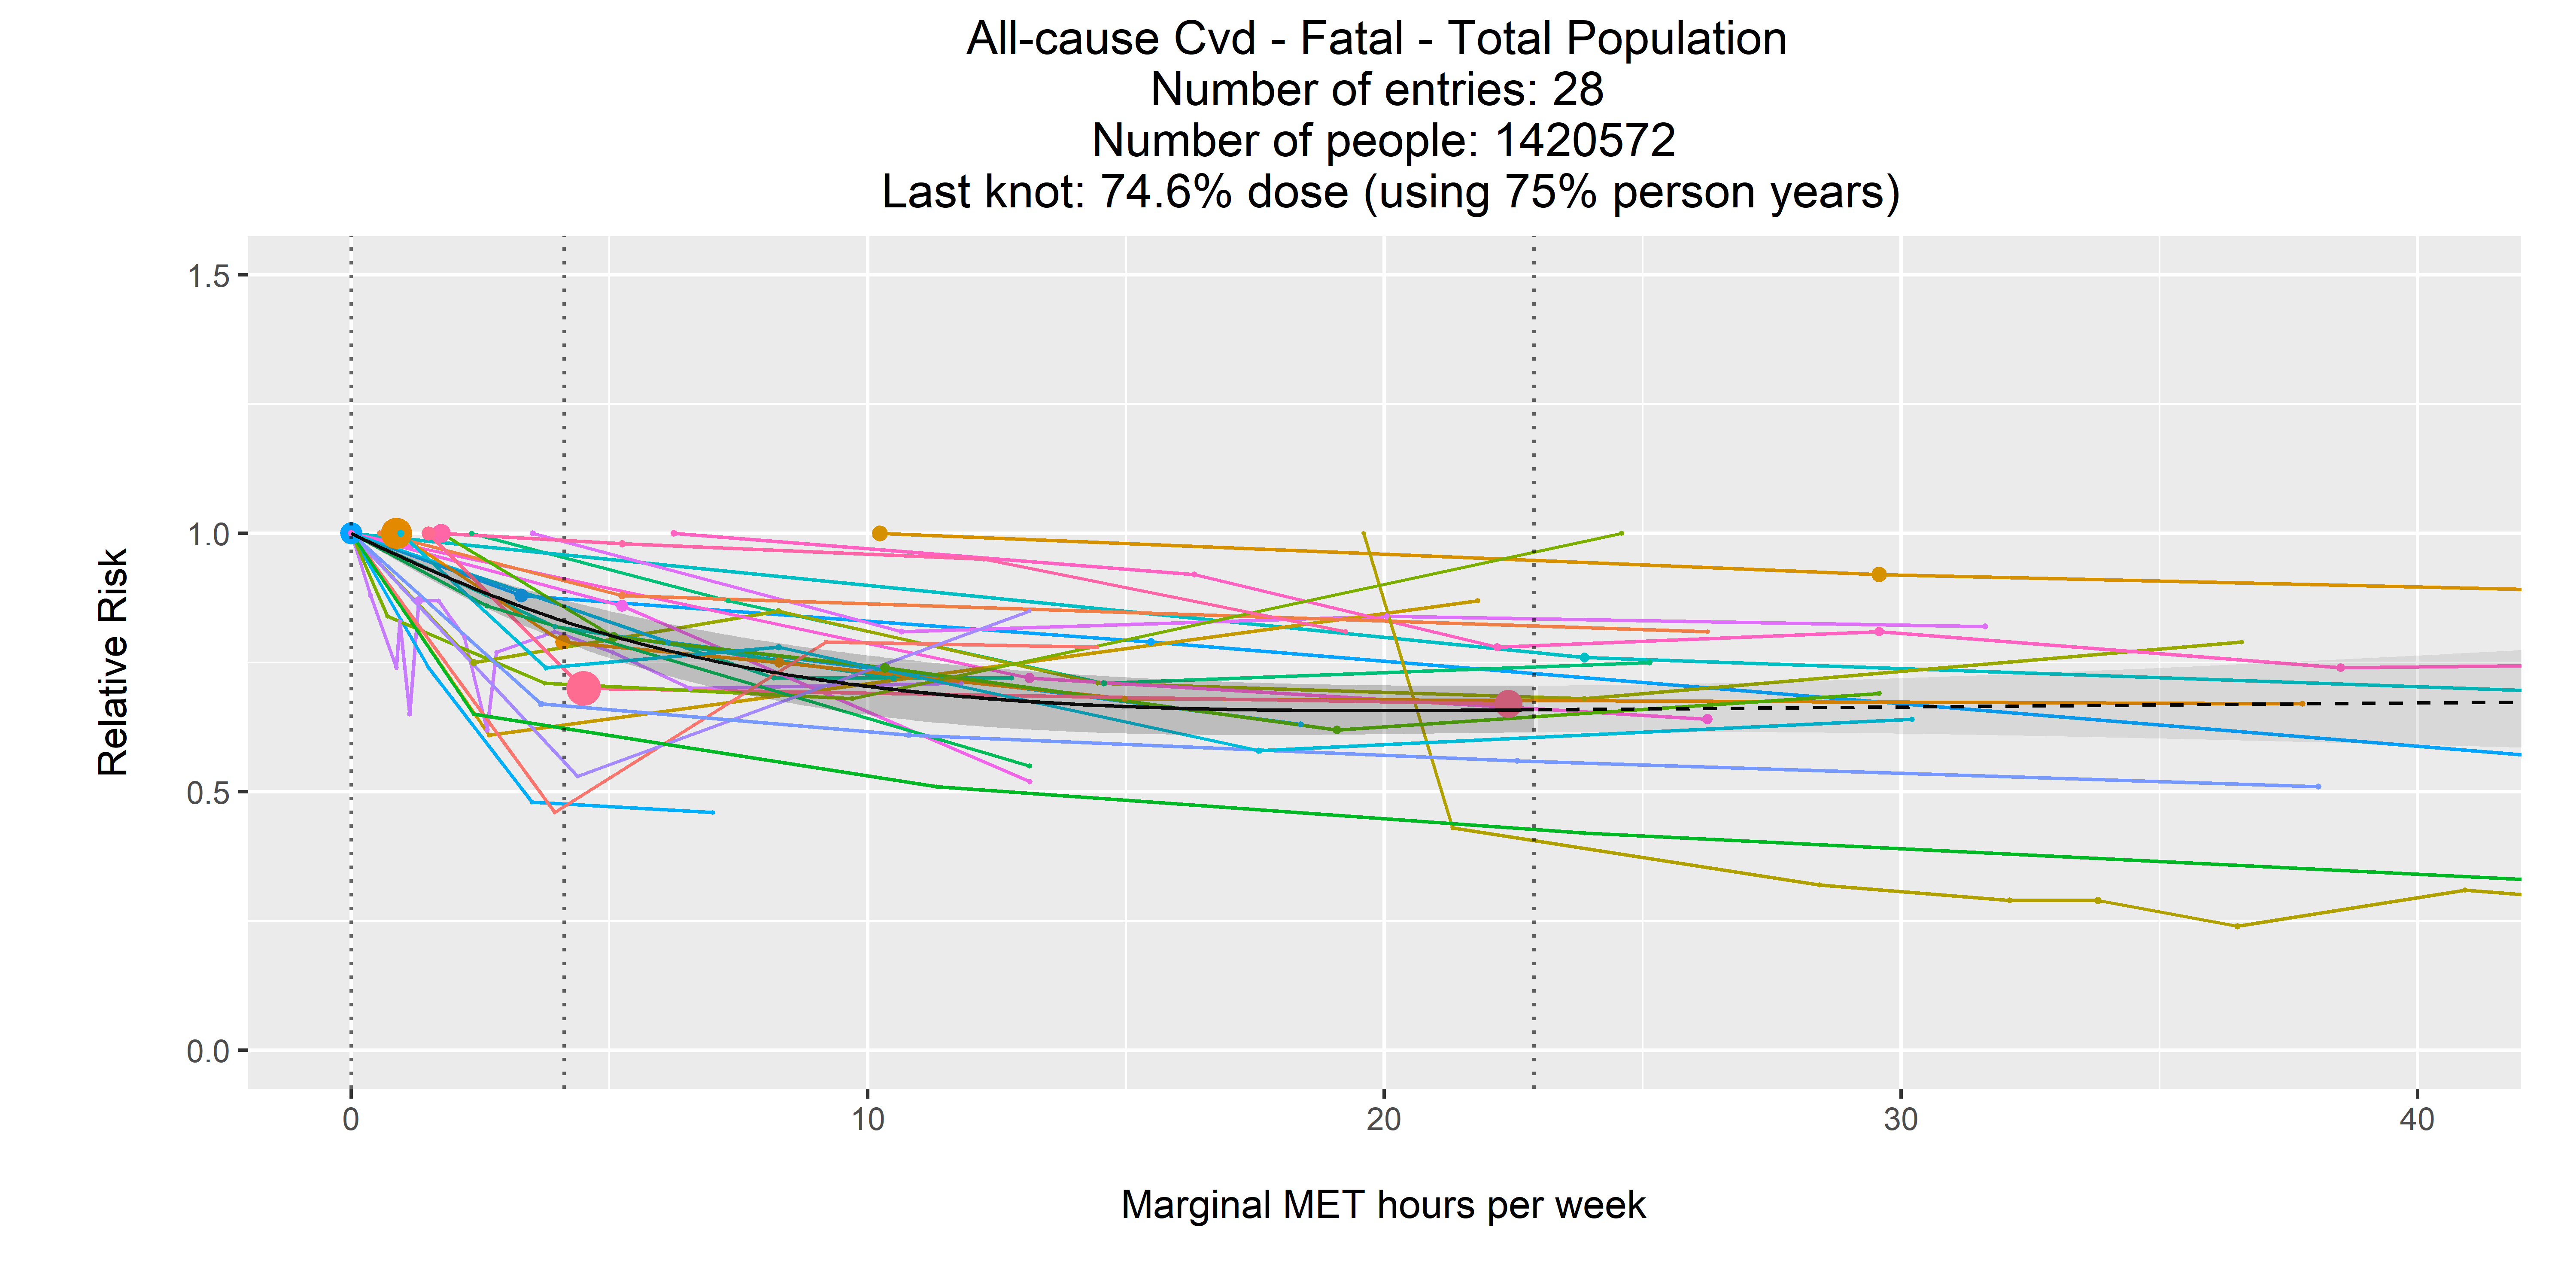 All-cause Cvd - Fatal - Total Population
Number of entries: 28
Number of people: 1420572
Last knot: 74.6% dose (using 75% person years)
1.5
1.0
0.5
0.0
Relative Risk
0 10 20 30 40
Marginal MET hours per week